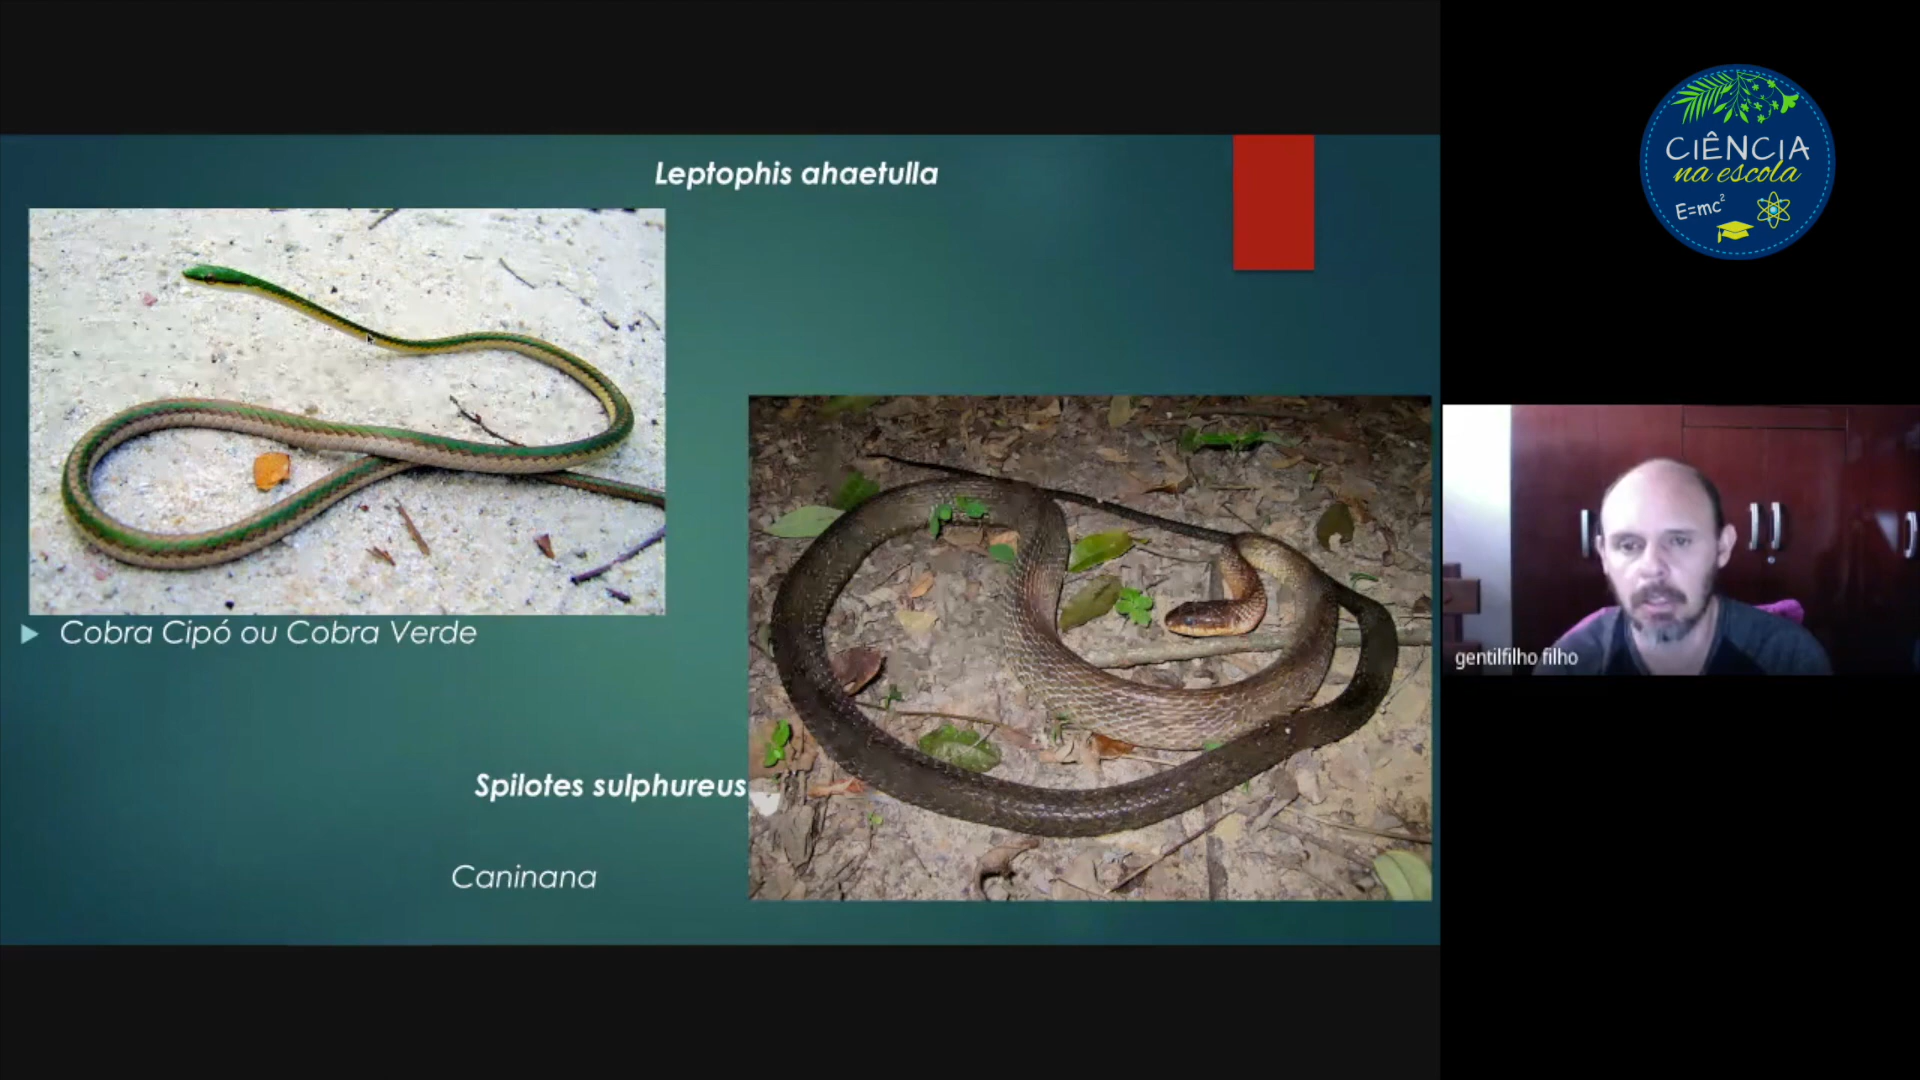 Leptophis ahaetulla
Cobra Cipó ou Cobra Verde
Spilotes sulphureus
Caninana
CIÊNCIA
na escola
E=mc²
gentilfilho filho